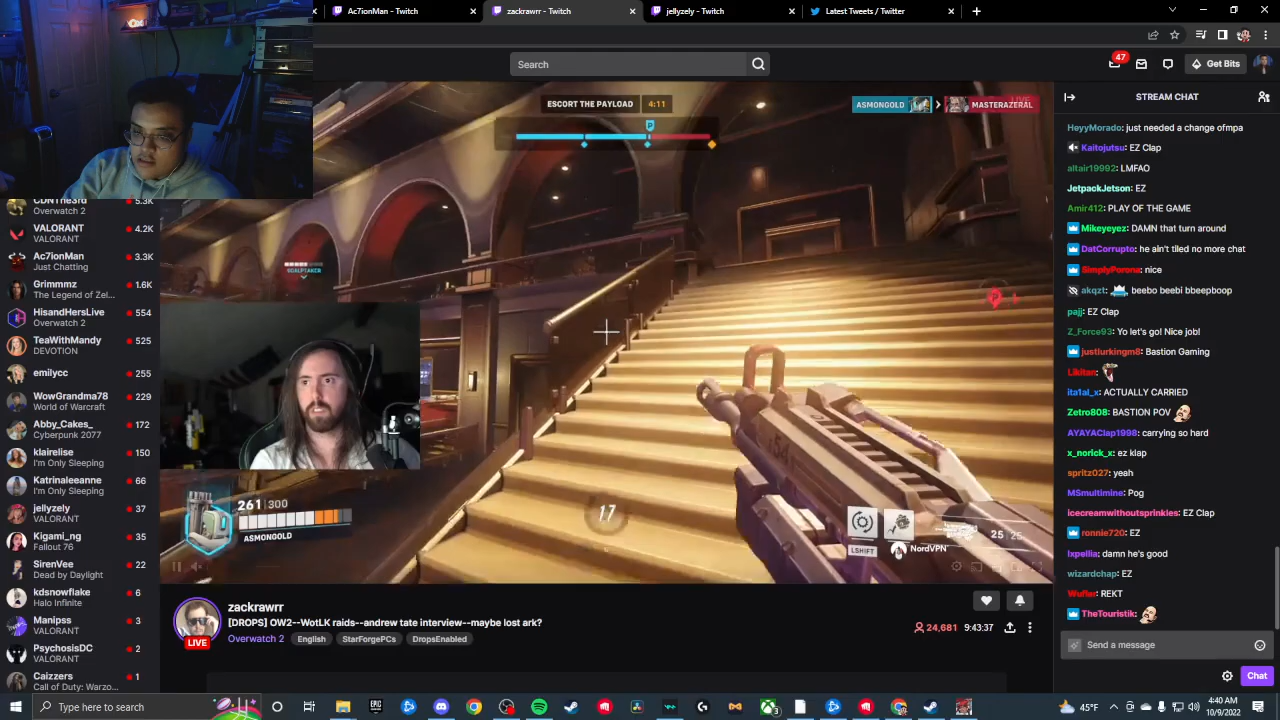 Ac7ionMan - Twitch
zackrawrr - Twitch
jellyzely - Twitch
Latest Tweets / Twitter
Search
47
Get Bits
STREAM CHAT
ESCORT THE PAYLOAD 4:11
ASMONGOLD
MASTERAZERAL
5.3K
Overwatch 2
VALORANT 4.2K
VALORANT
Ac7ionMan 3.3K
Just Chatting
Grimmmz 1.6K
The Legend of Zel...
HisandHersLive 554
Overwatch 2
TeaWithMandy 525
DEVOTION
emilycc 255
WowGrandma78 229
World of Warcraft
Abby_Cakes_ 172
Cyberpunk 2077
klaireiise 150
I'm Only Sleeping
Katrinaleeanne 66
I'm Only Sleeping
jellyzely 37
VALORANT
Kigami_ng 35
Fallout 76
SirenVee 22
Dead by Daylight
kdsnowflake 6
Halo Infinite
Manipss 3
VALORANT
PsychosisDC 2
VALORANT
Caizzers 1
Call of Duty: Warzo...
261 | 300
ASMONGOLD
17
LSHIFT
NordVPN
25 | 25
HeyyMorado: just needed a change ofmpa
Kaitojutsu: EZ Clap
altair19992: LMFAO
JetpackJetson: EZ
Amir412: PLAY OF THE GAME
Mikeyeyez: DAMN that turn around
DatCorrupto: he ain't tiled no more chat
SimplyPorona: nice
akqzt: beebo beebi bbeepboop
pajj: EZ Clap
Z_Force93: Yo let's go! Nice job!
justlurkingm8: Bastion Gaming
Likitan:
ita1al_x: ACTUALLY CARRIED
Zetro808: BASTION POV
AYAYAClap1998: carrying so hard
x_norick_x: ez klap
spritz027: yeah
MSmultimine: Pog
icecreamwithoutsprinkles: EZ Clap
ronnie720: EZ
lxpellia: damn he's good
wizardchap: EZ
Wuffar: REKT
TheTouristik:
Send a message
Chat
zackrawrr
[DROPS] OW2--WotLK raids--andrew tate interview--maybe lost ark?
LIVE
Overwatch 2 English StarForgePCs DropsEnabled
24,681 9:43:37
Type here to search
45°F
4:40 AM
10/9/2022